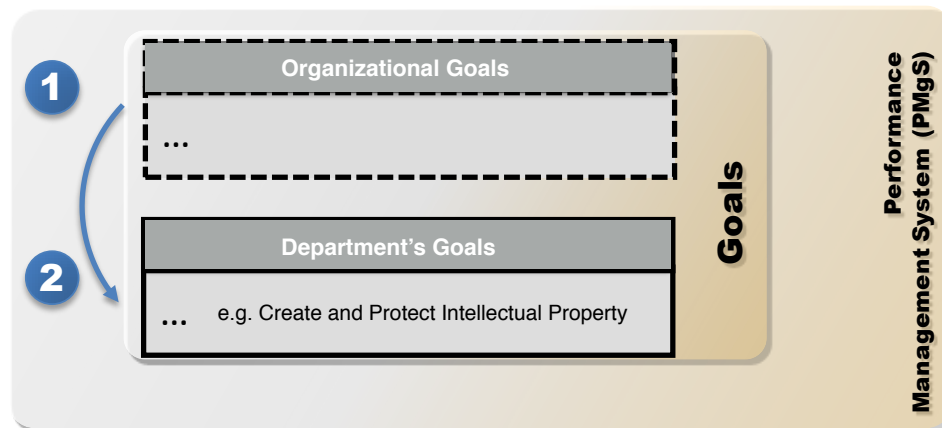 1
Organizational Goals
...
2
Department’s Goals
... e.g. Create and Protect Intellectual Property
Goals
Performance
Management System (PMgS)